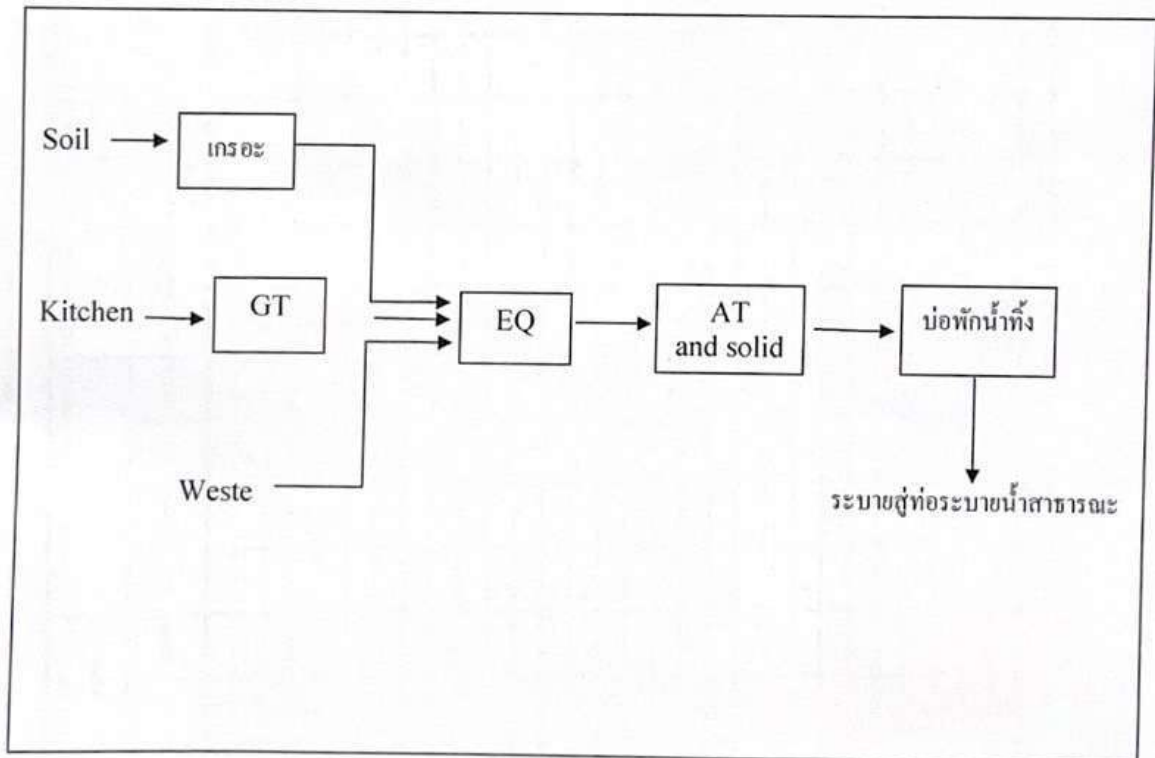 Soil
เกรอะ
Kitchen
GT
EQ
AT
and solid
บ่อพักน้ำทิ้ง
Weste
ระบายสู่ท่อระบายน้ำสาธารณะ